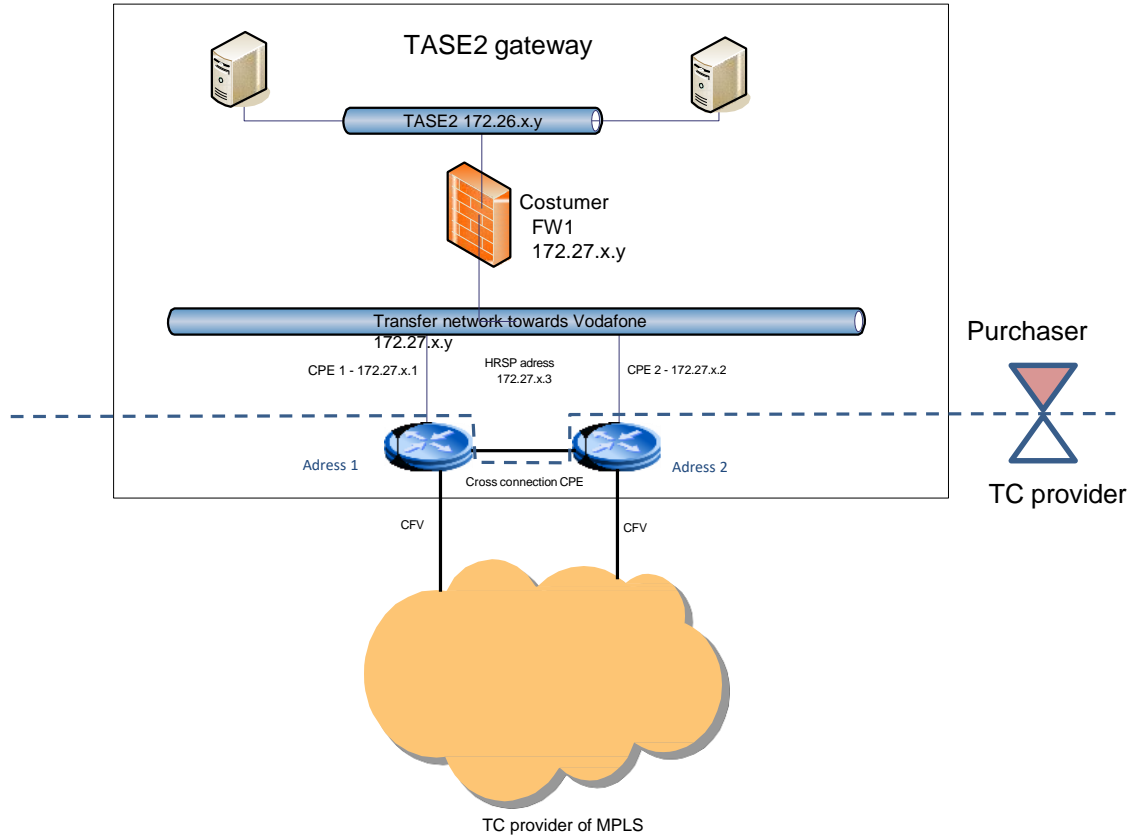 TASE2 gateway
TASE2 172.26.x.y
Costumer
FW1
172.27.x.y
Transfer network towards Vodafone
172.27.x.y
CPE 1 - 172.27.x.1
HRSP adress
172.27.x.3
CPE 2 - 172.27.x.2
Purchaser
TC provider
Adress 1
Adress 2
Cross connection CPE
CFV
CFV
TC provider of MPLS